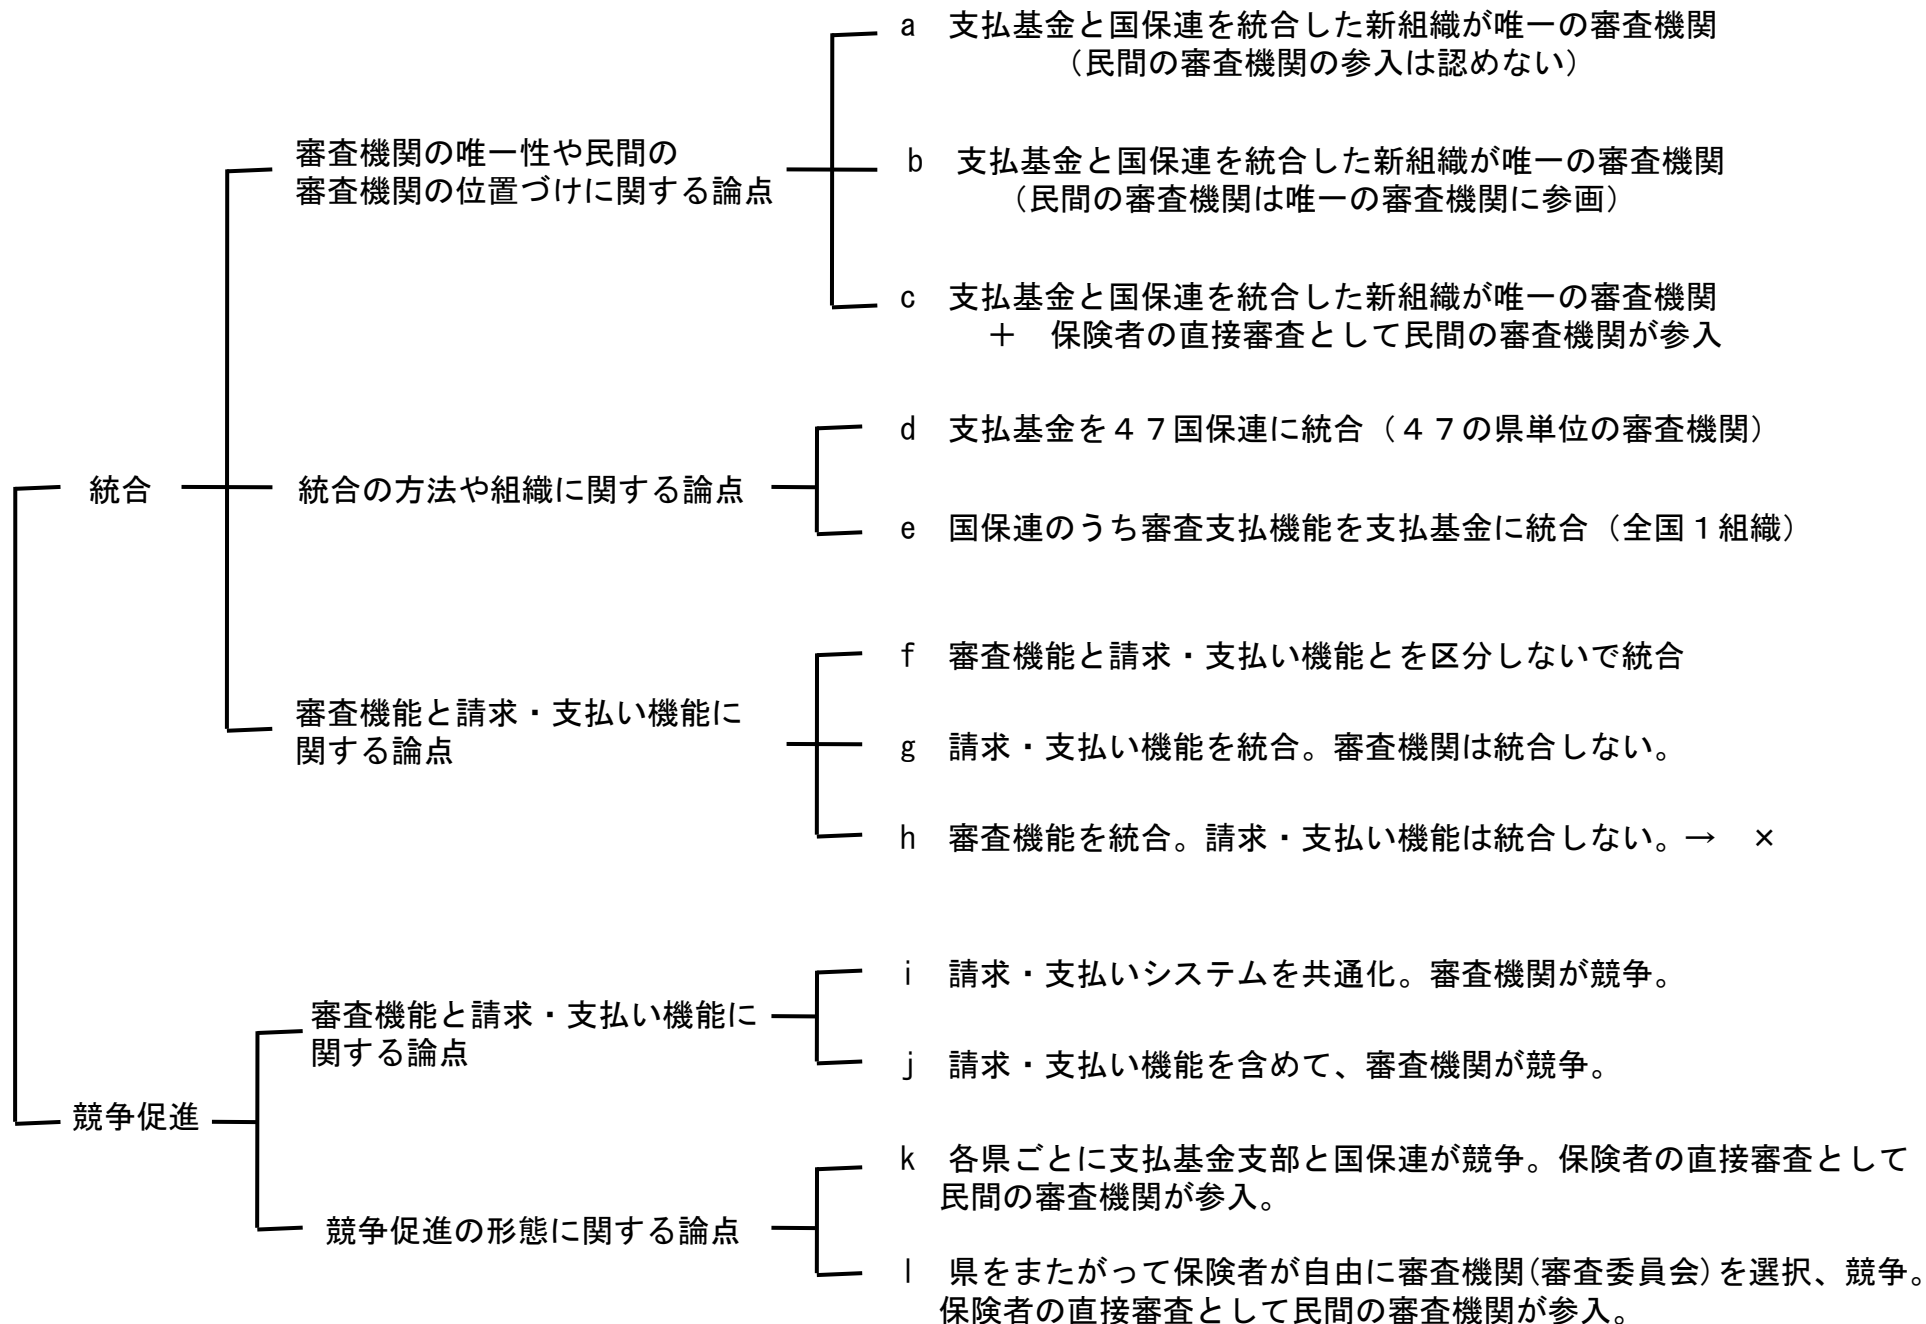 a 支払基金と国保連を統合した新組織が唯一の審査機関
(民間の審査機関の参入は認めない)
審査機関の唯一性や民間の
審査機関の位置づけに関する論点
b 支払基金と国保連を統合した新組織が唯一の審査機関
(民間の審査機関は唯一の審査機関に参画)
c 支払基金と国保連を統合した新組織が唯一の審査機関
+ 保険者の直接審査として民間の審査機関が参入
統合
統合の方法や組織に関する論点
d 支払基金を47国保連に統合(47の県単位の審査機関)
e 国保連のうち審査支払機能を支払基金に統合(全国1組織)
審査機能と請求・支払い機能に
関する論点
f 審査機能と請求・支払い機能とを区分しないで統合
g 請求・支払い機能を統合。審査機関は統合しない。
h 審査機能を統合。請求・支払い機能は統合しない。→ ×
競争促進
審査機能と請求・支払い機能に
関する論点
i 請求・支払いシステムを共通化。審査機関が競争。
j 請求・支払い機能を含めて、審査機関が競争。
競争促進の形態に関する論点
k 各県ごとに支払基金支部と国保連が競争。保険者の直接審査として
民間の審査機関が参入。
l 県をまたがって保険者が自由に審査機関(審査委員会)を選択、競争。
保険者の直接審査として民間の審査機関が参入。